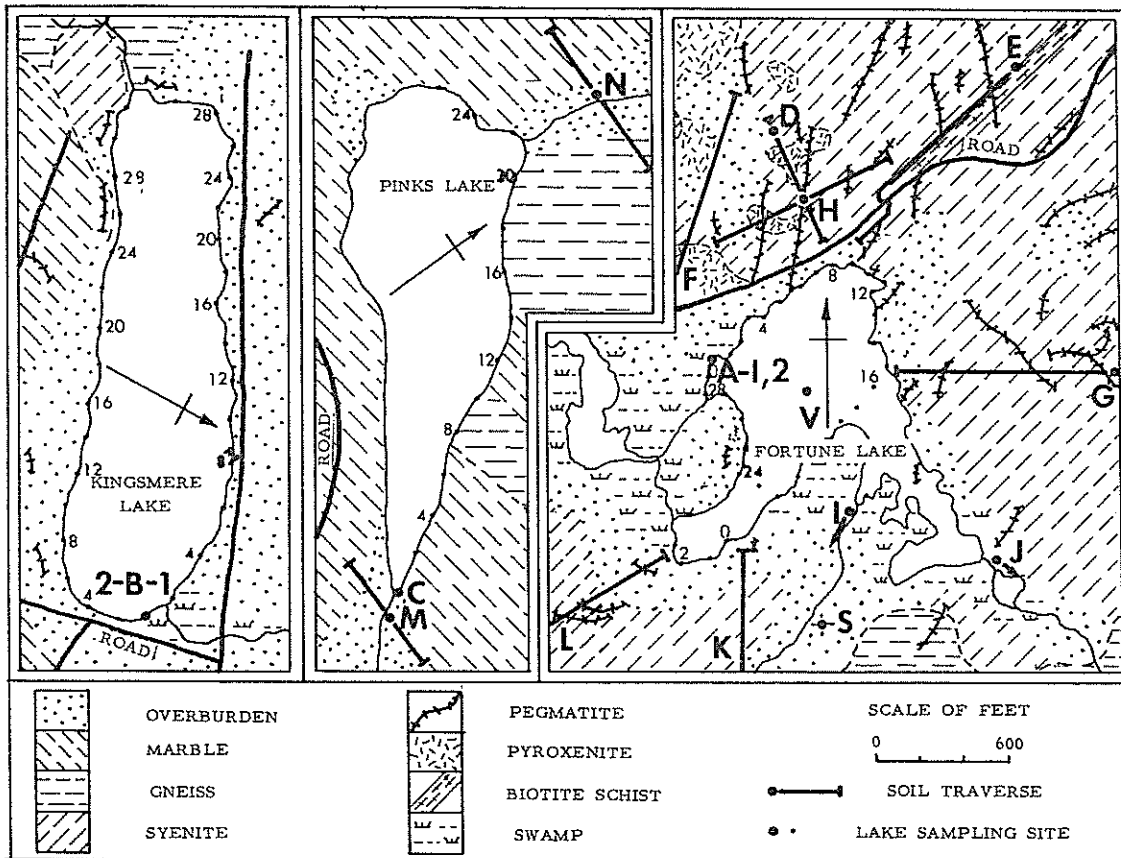 28
29
24
24
20
20
16
16
12
12
KINGSMERE
LAKE
8
8
4
4
2-B-1
ROAD
N
24
PINKS LAKE
20
16
12
8
4
ROAD
C
M
E
D
ROAD
H
F
8
12
4
A-1,2
0
28
16
G
V
FORTUNE LAKE
24
I
0
2
J
S
L
K
OVERBURDEN
MARBLE
GNEISS
SYENITE
PEGMATITE
PYROXENITE
BIOTITE SCHIST
SWAMP
SCALE OF FEET
0 600
SOIL TRAVERSE
LAKE SAMPLING SITE